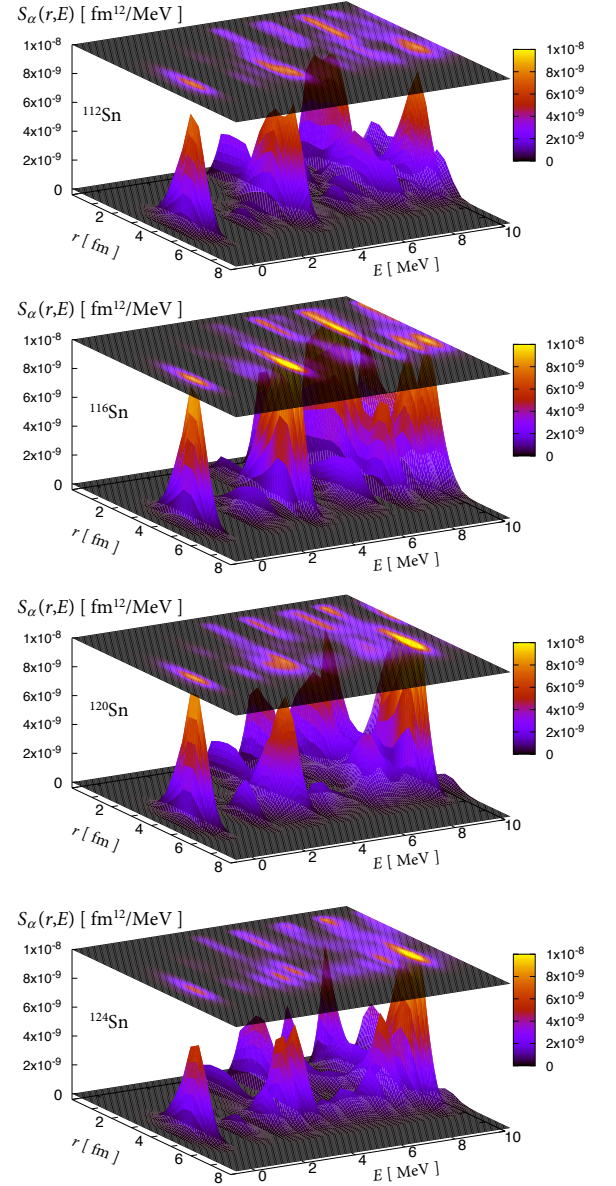 Sα(r,E) [ fm¹²/MeV ]
1x10⁻⁸
8x10⁻⁹
6x10⁻⁹
4x10⁻⁹
2x10⁻⁹
0
¹¹²Sn
2
4
6
8
r [ fm ]
0
2
4
6
8
10
E [ MeV ]
1x10⁻⁸
8x10⁻⁹
6x10⁻⁹
4x10⁻⁹
2x10⁻⁹
0
Sα(r,E) [ fm¹²/MeV ]
1x10⁻⁸
8x10⁻⁹
6x10⁻⁹
4x10⁻⁹
2x10⁻⁹
0
¹¹⁶Sn
2
4
6
8
r [ fm ]
0
2
4
6
8
10
E [ MeV ]
1x10⁻⁸
8x10⁻⁹
6x10⁻⁹
4x10⁻⁹
2x10⁻⁹
0
Sα(r,E) [ fm¹²/MeV ]
1x10⁻⁸
8x10⁻⁹
6x10⁻⁹
4x10⁻⁹
2x10⁻⁹
0
¹²⁰Sn
2
4
6
8
r [ fm ]
0
2
4
6
8
10
E [ MeV ]
1x10⁻⁸
8x10⁻⁹
6x10⁻⁹
4x10⁻⁹
2x10⁻⁹
0
Sα(r,E) [ fm¹²/MeV ]
1x10⁻⁸
8x10⁻⁹
6x10⁻⁹
4x10⁻⁹
2x10⁻⁹
0
¹²⁴Sn
2
4
6
8
r [ fm ]
0
2
4
6
8
10
E [ MeV ]
1x10⁻⁸
8x10⁻⁹
6x10⁻⁹
4x10⁻⁹
2x10⁻⁹
0